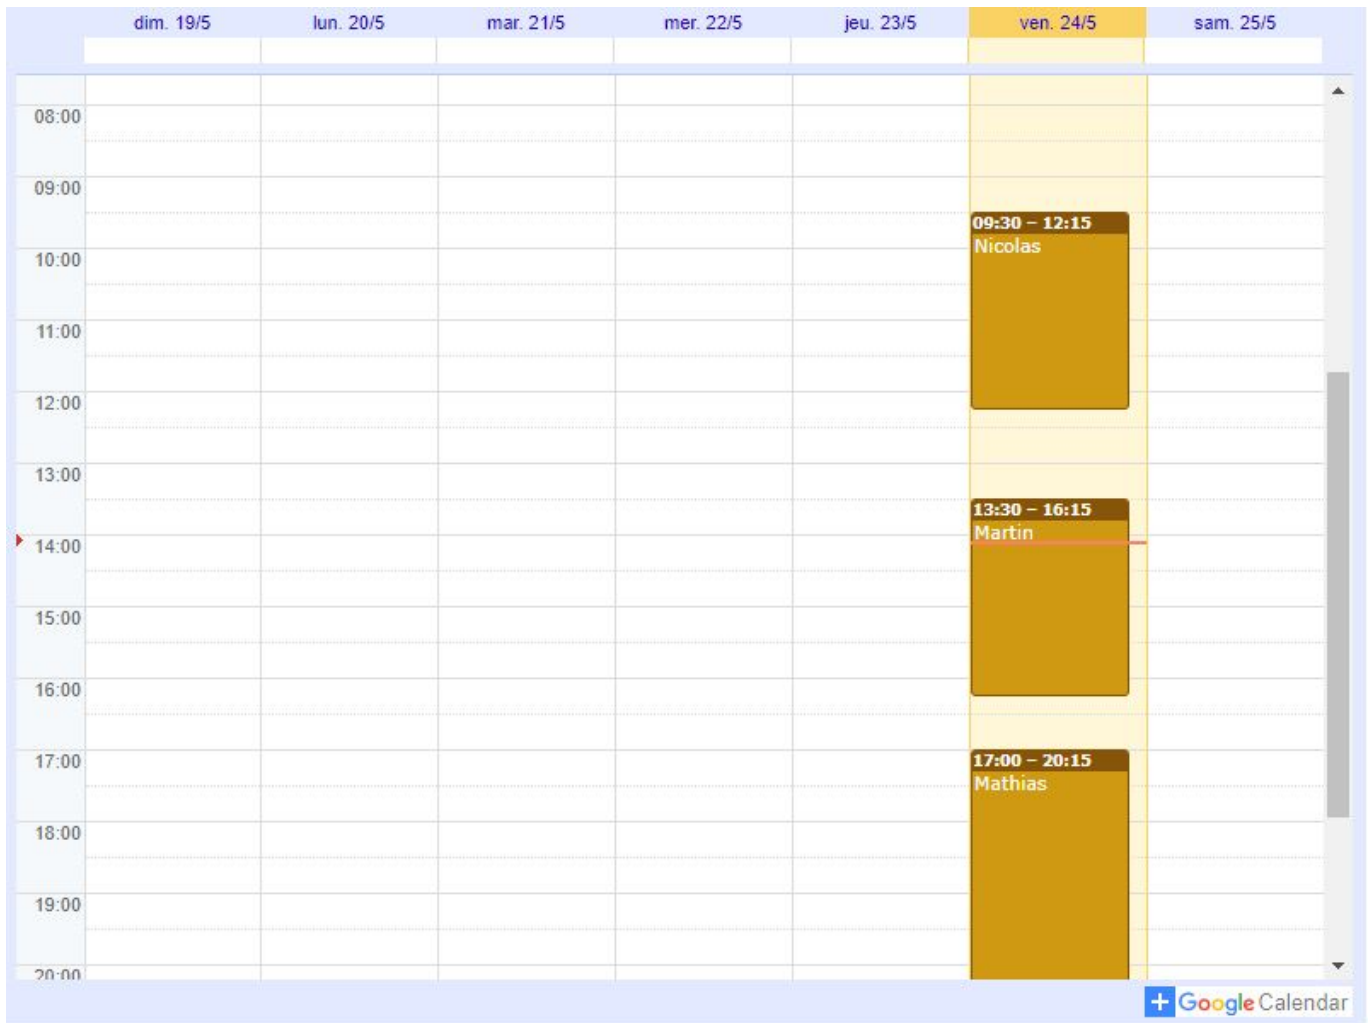 dim. 19/5 lun. 20/5 mar. 21/5 mer. 22/5 jeu. 23/5 ven. 24/5 sam. 25/5
08:00
09:00
09:30 – 12:15
Nicolas
10:00
11:00
12:00
13:00
13:30 – 16:15
Martin
14:00
15:00
16:00
17:00
17:00 – 20:15
Mathias
18:00
19:00
20:00
+ Google Calendar